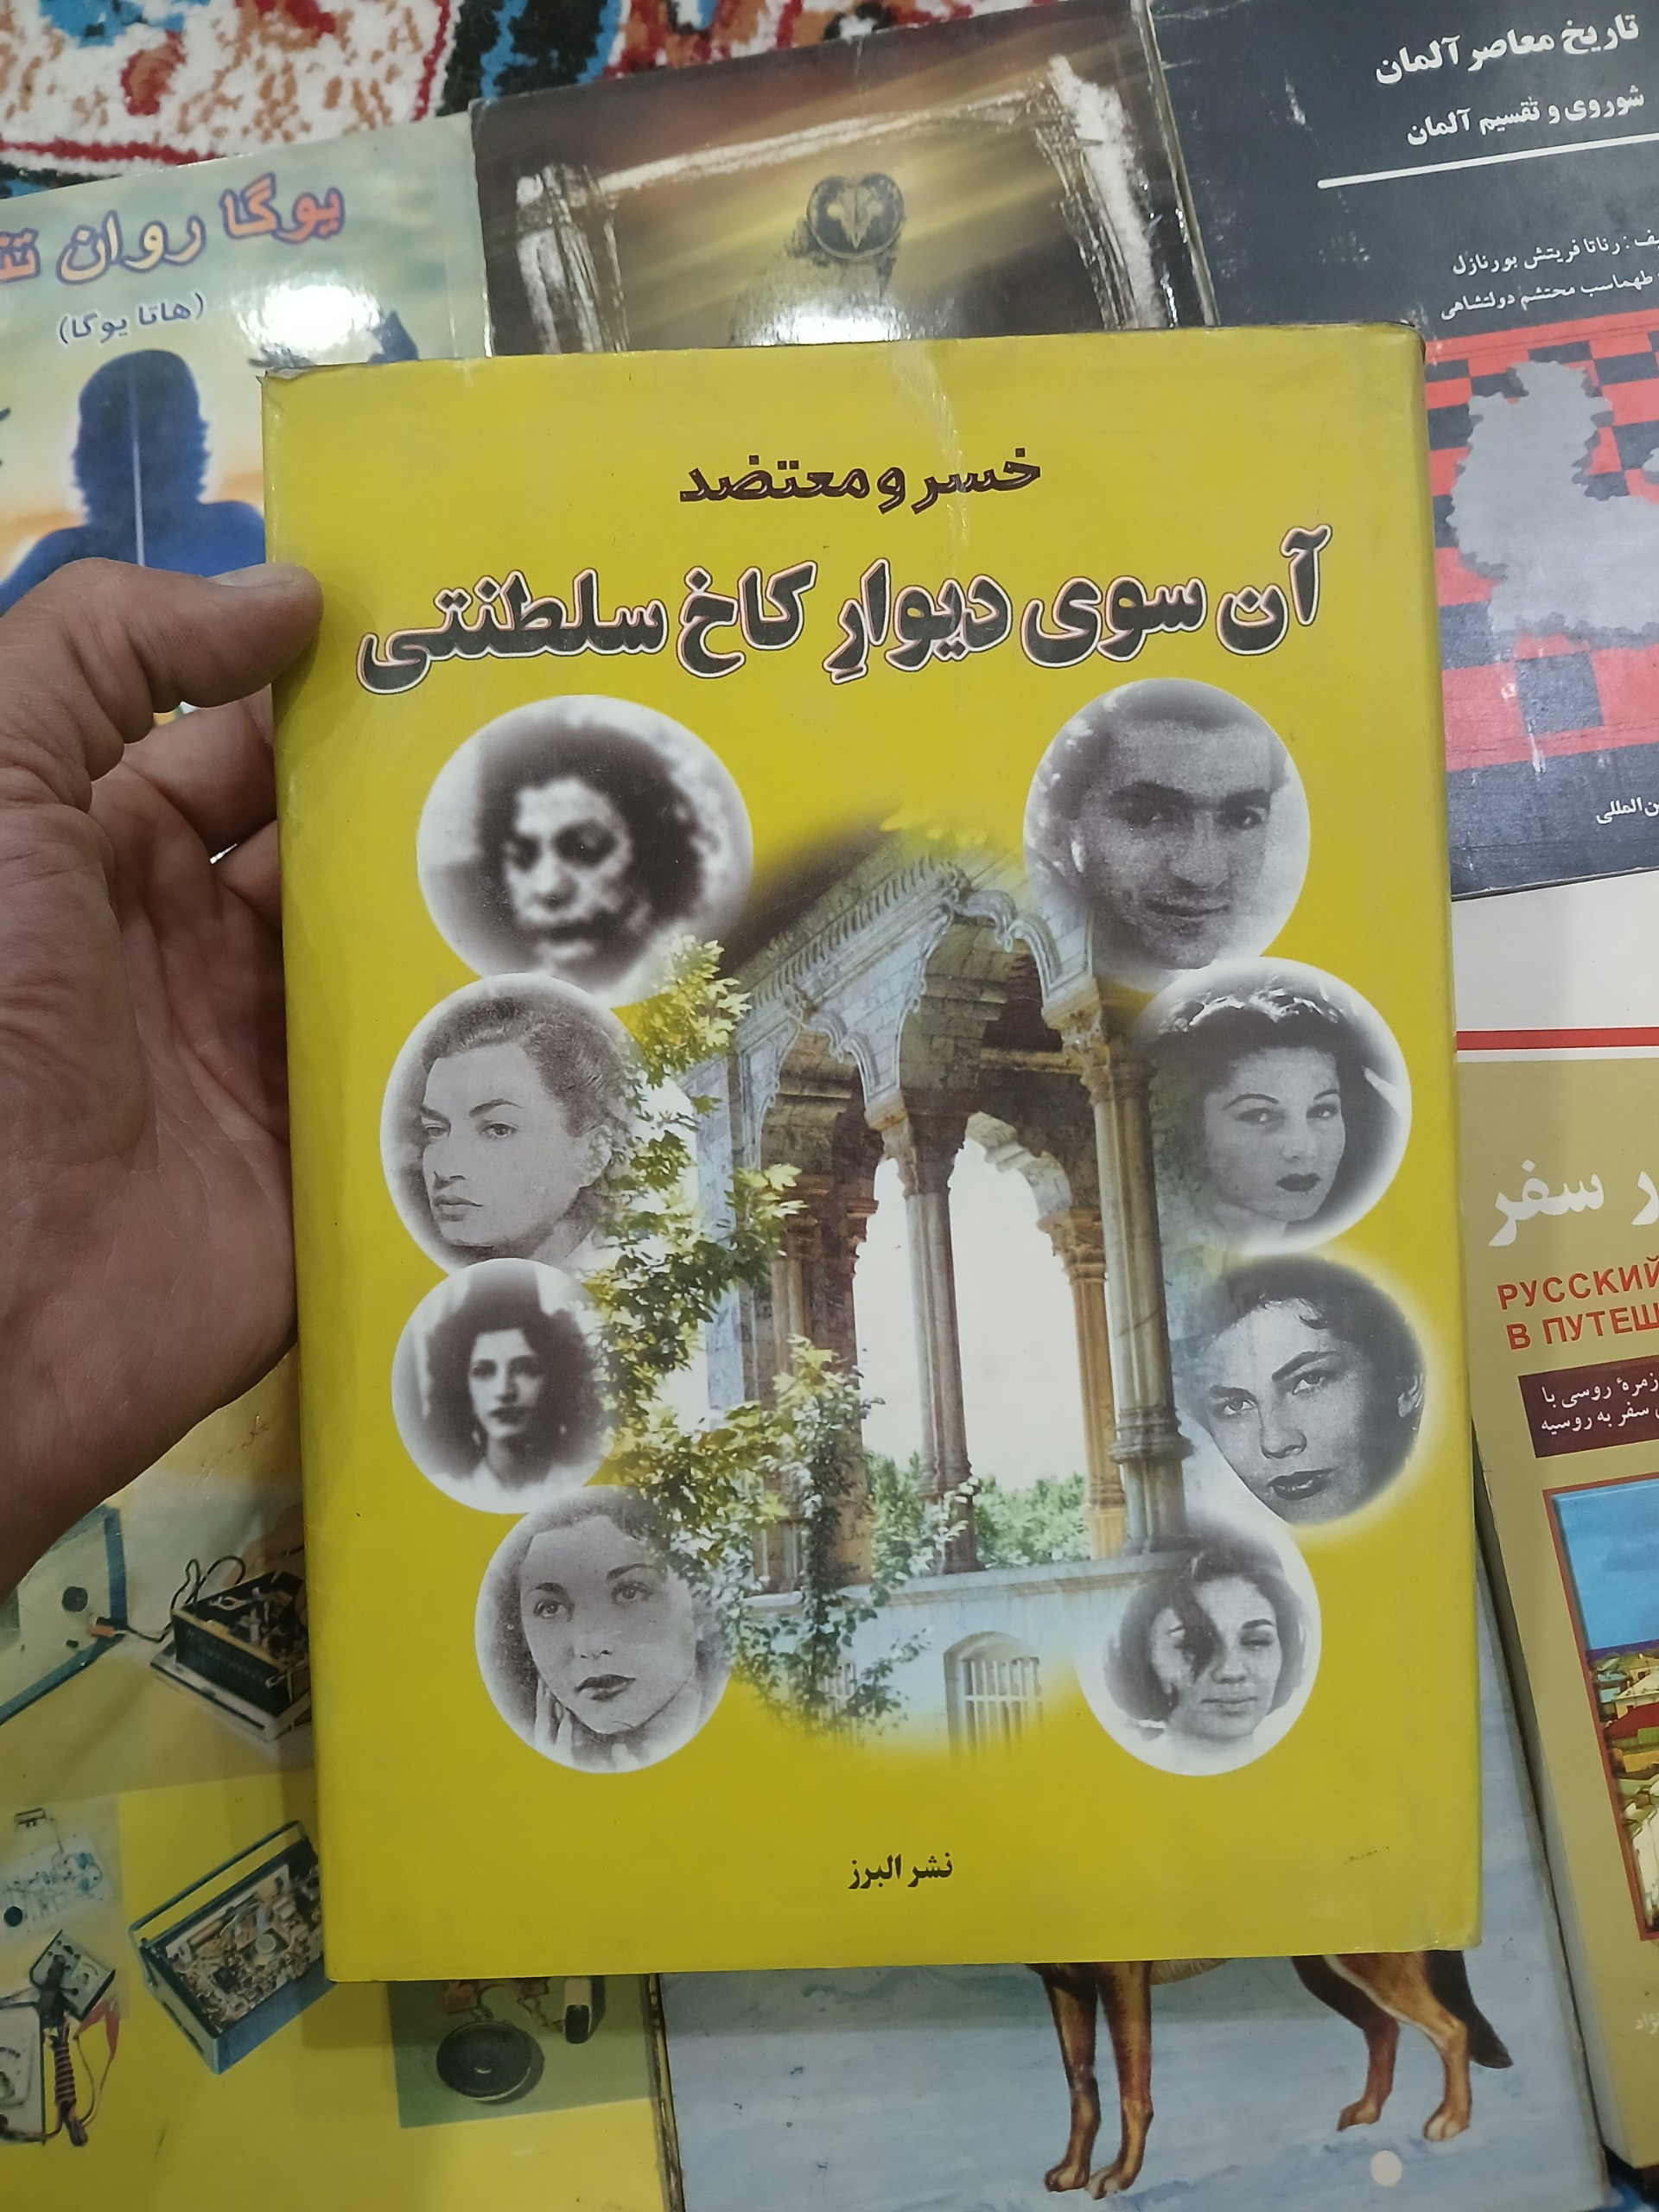 خسرو معتضد
آن سوی دیوارِ کاخ سلطنتی
نشر البرز
تاریخ معاصر آلمان
شوروی و تقسیم آلمان
رناتا فریتش بورنازل
طهماسب محتشم دولتشاهی
یوگا روان
(هاتا یوگا)
سفر
РУССКИЙ
В
روسی با
سفر به روسیه